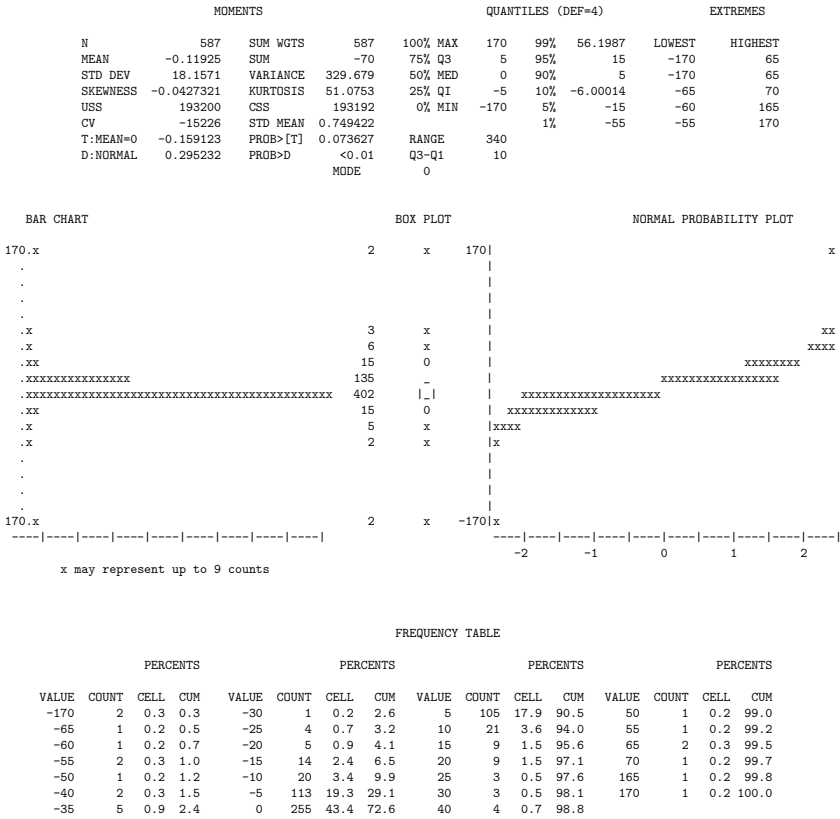 MOMENTS QUANTILES (DEF=4) EXTREMES
N 587 SUM WGTS 587 100% MAX 170 99% 56.1987 LOWEST HIGHEST
MEAN -0.11925 SUM -70 75% Q3 5 95% 15 -170 65
STD DEV 18.1571 VARIANCE 329.679 50% MED 0 90% 5 -170 65
SKEWNESS -0.0427321 KURTOSIS 51.0753 25% QI -5 10% -6.00014 -65 70
USS 193200 CSS 193192 0% MIN -170 5% -15 -60 165
CV -15226 STD MEAN 0.749422 1% -55 -55 170
T:MEAN=0 -0.159123 PROB>[T] 0.073627 RANGE 340
D:NORMAL 0.295232 PROB>D <0.01 Q3-Q1 10
MODE 0
BAR CHART BOX PLOT NORMAL PROBABILITY PLOT
170.x 2 x 170| x
. |
. |
. |
. |
.x 3 x | xx
.x 6 x | xxxx
.xx 15 0 | xxxxxxxx
.xxxxxxxxxxxxxxx 135 _ | xxxxxxxxxxxxxxxxx
.xxxxxxxxxxxxxxxxxxxxxxxxxxxxxxxxxxxxxxxxxxxx 402 |_| | xxxxxxxxxxxxxxxxxxxx
.xx 15 0 | xxxxxxxxxxxxx
.x 5 x |xxxx
.x 2 x |x
. |
. |
. |
. |
170.x 2 x -170|x
----|----|----|----|----|----|----|----|----| ----|----|----|----|----|----|----|----|----|----|
-2 -1 0 1 2
x may represent up to 9 counts
FREQUENCY TABLE
PERCENTS PERCENTS PERCENTS PERCENTS
VALUE COUNT CELL CUM VALUE COUNT CELL CUM VALUE COUNT CELL CUM VALUE COUNT CELL CUM
-170 2 0.3 0.3 -30 1 0.2 2.6 5 105 17.9 90.5 50 1 0.2 99.0
-65 1 0.2 0.5 -25 4 0.7 3.2 10 21 3.6 94.0 55 1 0.2 99.2
-60 1 0.2 0.7 -20 5 0.9 4.1 15 9 1.5 95.6 65 2 0.3 99.5
-55 2 0.3 1.0 -15 14 2.4 6.5 20 9 1.5 97.1 70 1 0.2 99.7
-50 1 0.2 1.2 -10 20 3.4 9.9 25 3 0.5 97.6 165 1 0.2 99.8
-40 2 0.3 1.5 -5 113 19.3 29.1 30 3 0.5 98.1 170 1 0.2 100.0
-35 5 0.9 2.4 0 255 43.4 72.6 40 4 0.7 98.8